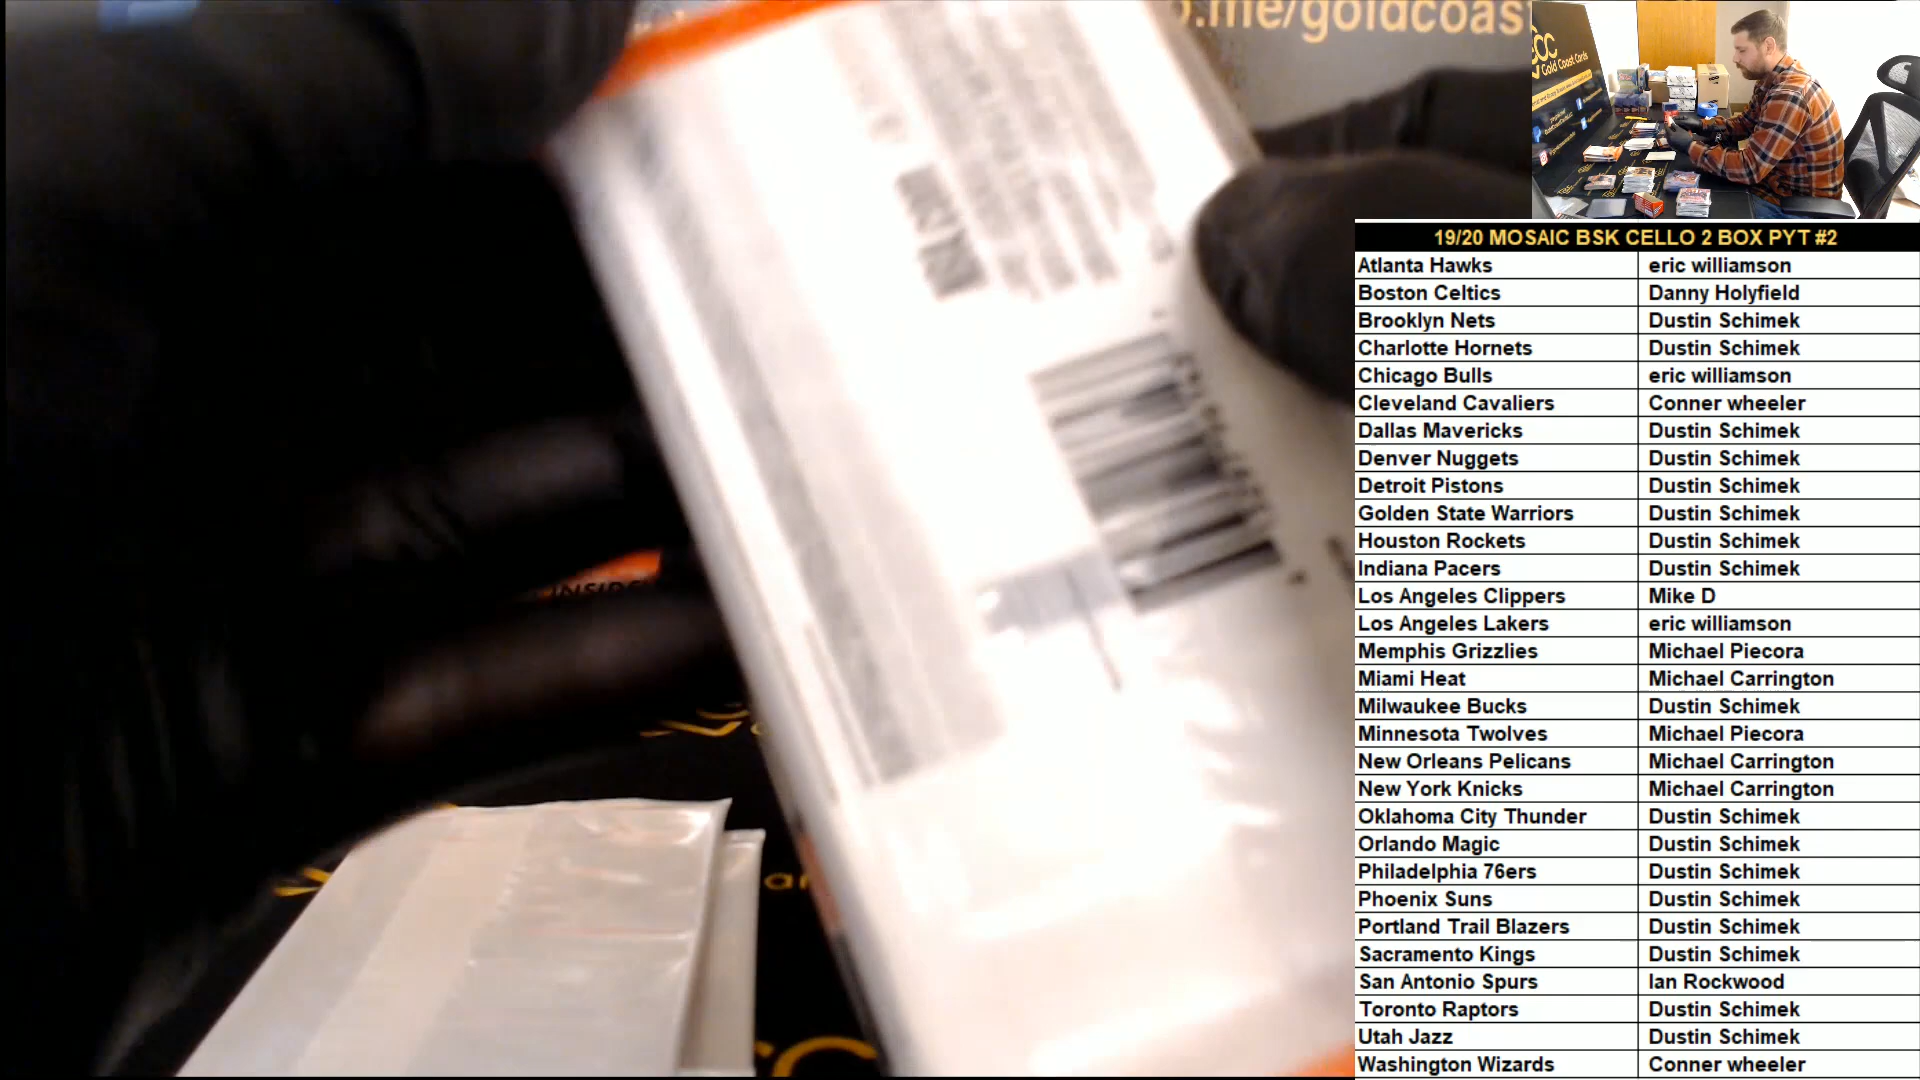 .me/goldcoas
INSIDE
Gold Coast Cards
19/20 MOSAIC BSK CELLO 2 BOX PYT #2
Atlanta Hawks eric williamson
Boston Celtics Danny Holyfield
Brooklyn Nets Dustin Schimek
Charlotte Hornets Dustin Schimek
Chicago Bulls eric williamson
Cleveland Cavaliers Conner wheeler
Dallas Mavericks Dustin Schimek
Denver Nuggets Dustin Schimek
Detroit Pistons Dustin Schimek
Golden State Warriors Dustin Schimek
Houston Rockets Dustin Schimek
Indiana Pacers Dustin Schimek
Los Angeles Clippers Mike D
Los Angeles Lakers eric williamson
Memphis Grizzlies Michael Piecora
Miami Heat Michael Carrington
Milwaukee Bucks Dustin Schimek
Minnesota Twolves Michael Piecora
New Orleans Pelicans Michael Carrington
New York Knicks Michael Carrington
Oklahoma City Thunder Dustin Schimek
Orlando Magic Dustin Schimek
Philadelphia 76ers Dustin Schimek
Phoenix Suns Dustin Schimek
Portland Trail Blazers Dustin Schimek
Sacramento Kings Dustin Schimek
San Antonio Spurs Ian Rockwood
Toronto Raptors Dustin Schimek
Utah Jazz Dustin Schimek
Washington Wizards Conner wheeler